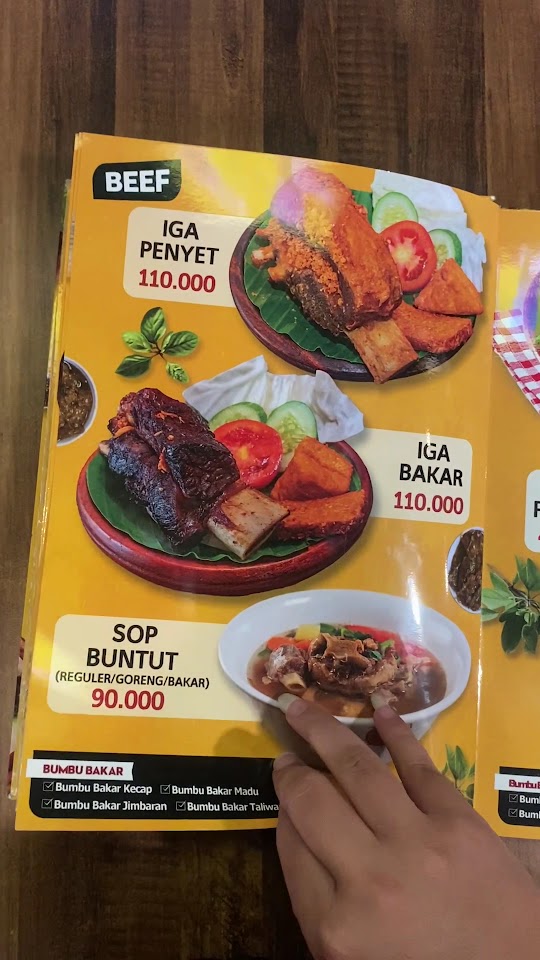 BEEF
IGA
PENYET
110.000
IGA
BAKAR
110.000
SOP
BUNTUT
(REGULER/GORENG/BAKAR)
90.000
BUMBU BAKAR
Bumbu Bakar Kecap
Bumbu Bakar Madu
Bumbu Bakar Jimbaran
Bumbu Bakar Taliwa